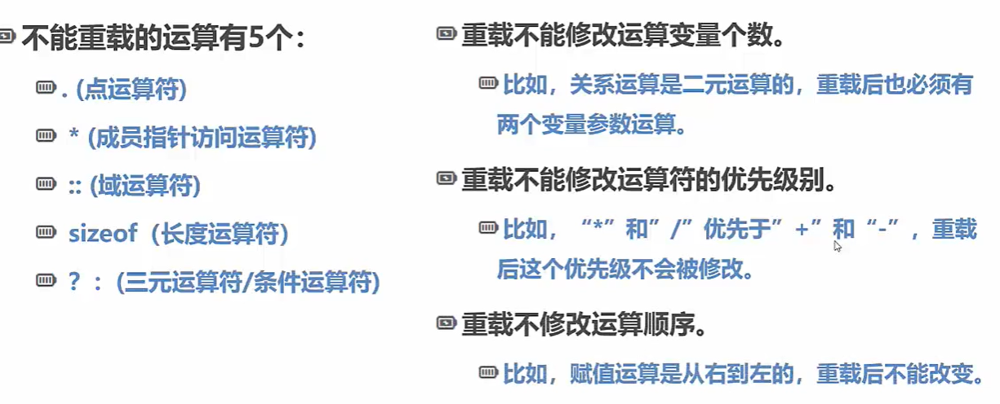 不能重载的运算有5个：
. (点运算符)
* (成员指针访问运算符)
:: (域运算符)
sizeof（长度运算符）
？： (三元运算符/条件运算符)
重载不能修改运算变量个数。
比如，关系运算是二元运算的，重载后也必须有
两个变量参数运算。
重载不能修改运算符的优先级别。
比如， “*”和”/”优先于” +”和“-”，重载
后这个优先级不会被修改。
重载不修改运算顺序。
比如，赋值运算是从右到左的，重载后不能改变。